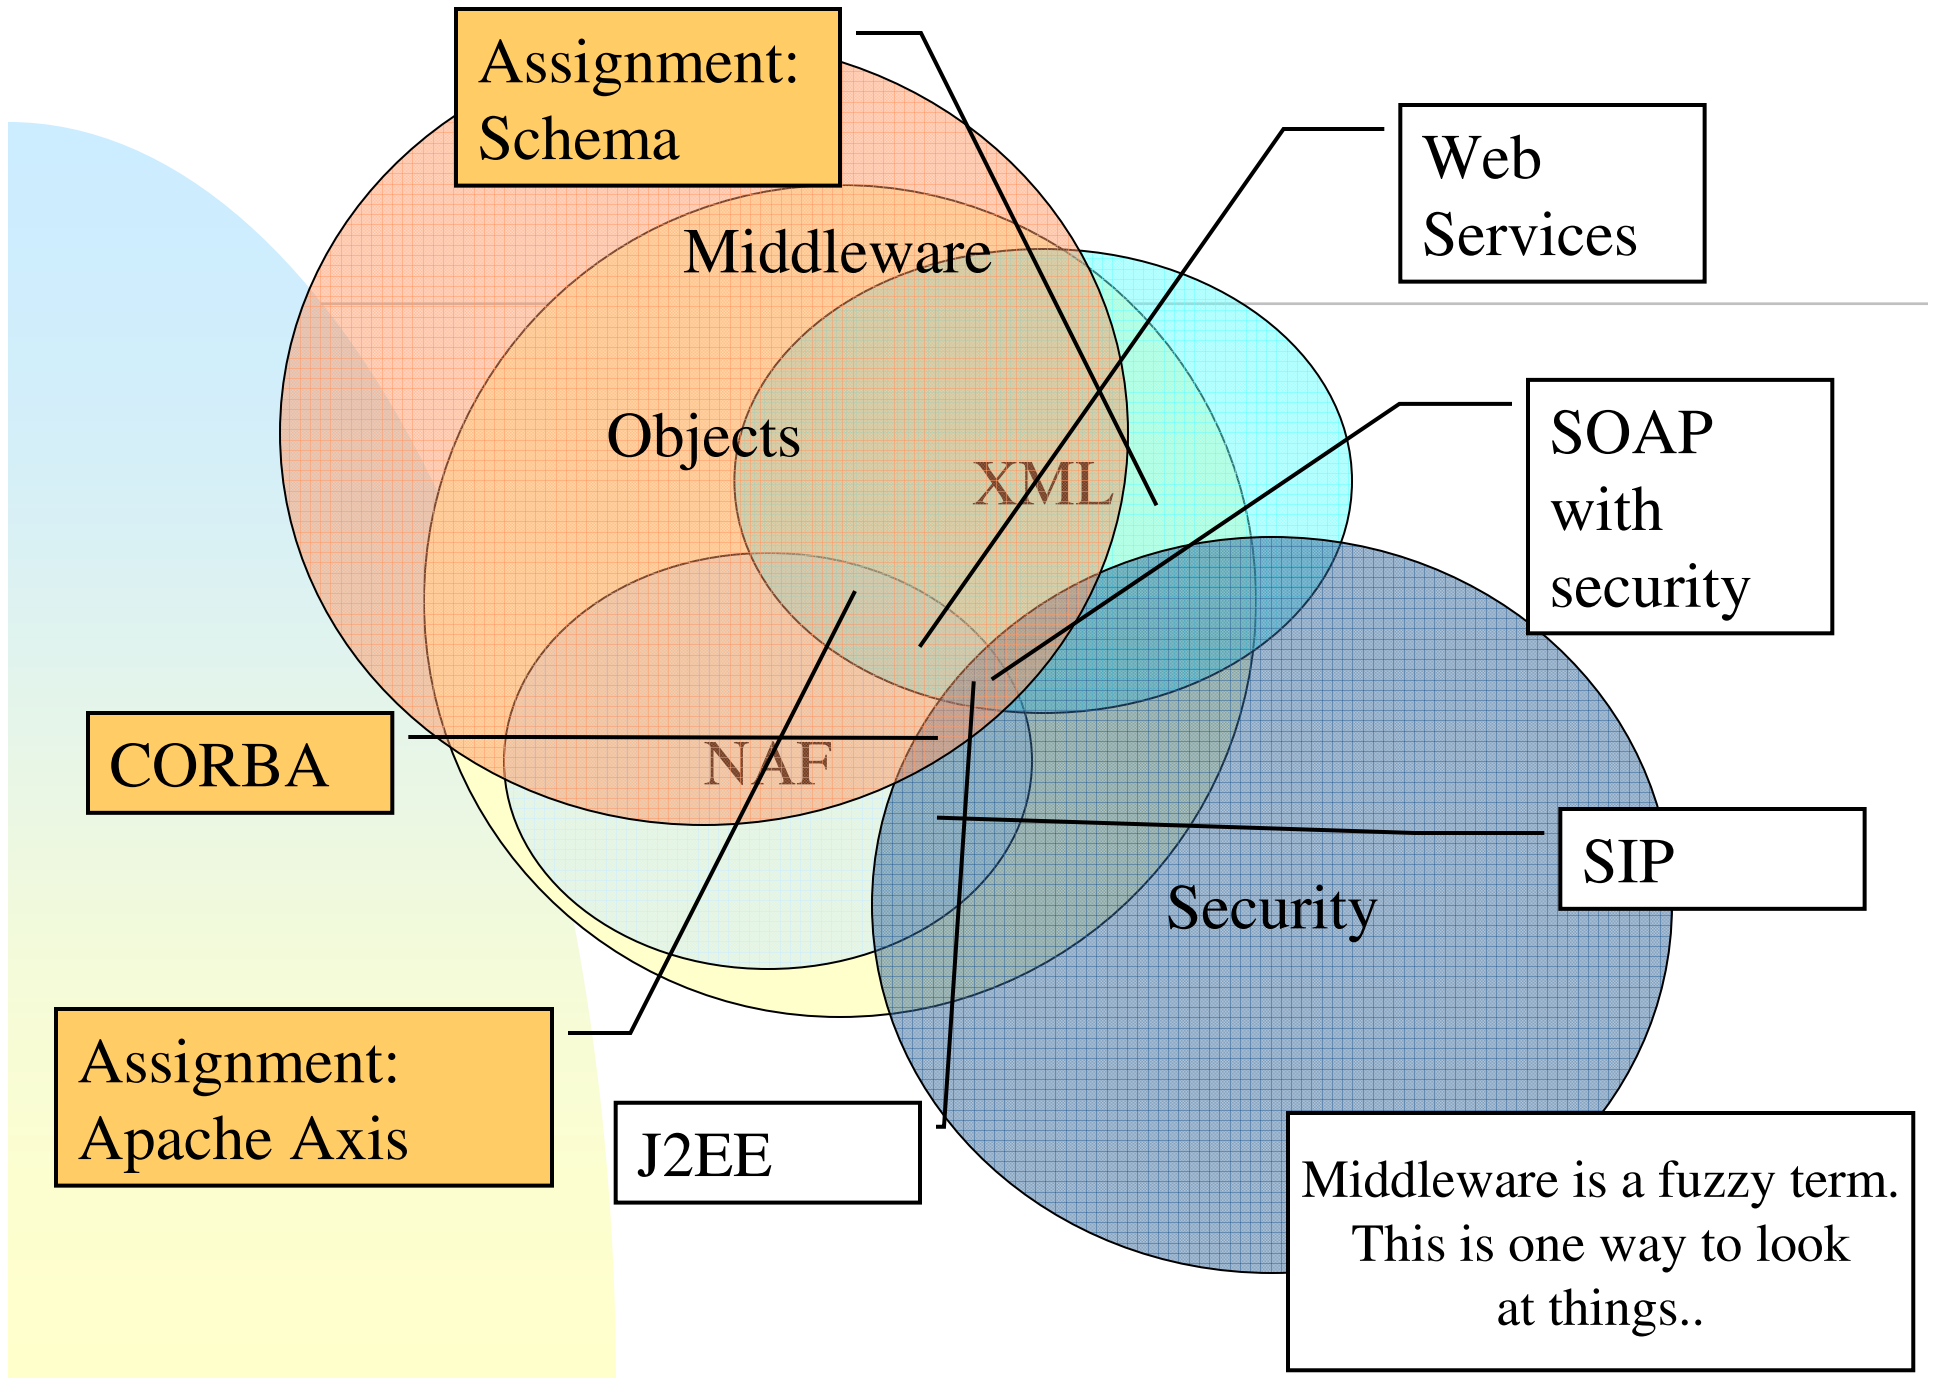 Assignment:
Schema
Web
Services
Middleware
SOAP
with
security
Objects
XML
CORBA
NAF
SIP
Security
Assignment:
Apache Axis
J2EE
Middleware is a fuzzy term.
This is one way to look
at things..